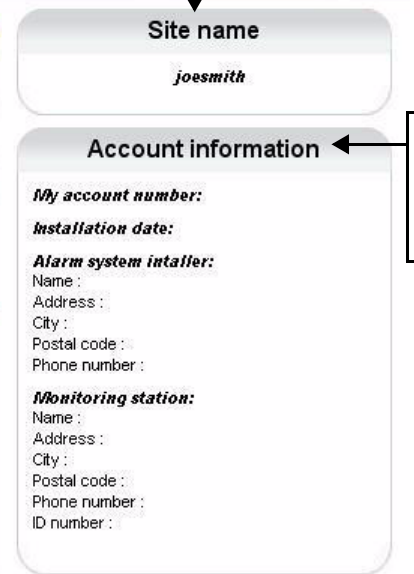 Site name
joesmith
Account information
My account number:
Installation date:
Alarm system intaller:
Name :
Address :
City :
Postal code :
Phone number :
Monitoring station:
Name :
Address :
City :
Postal code :
Phone number :
ID number :